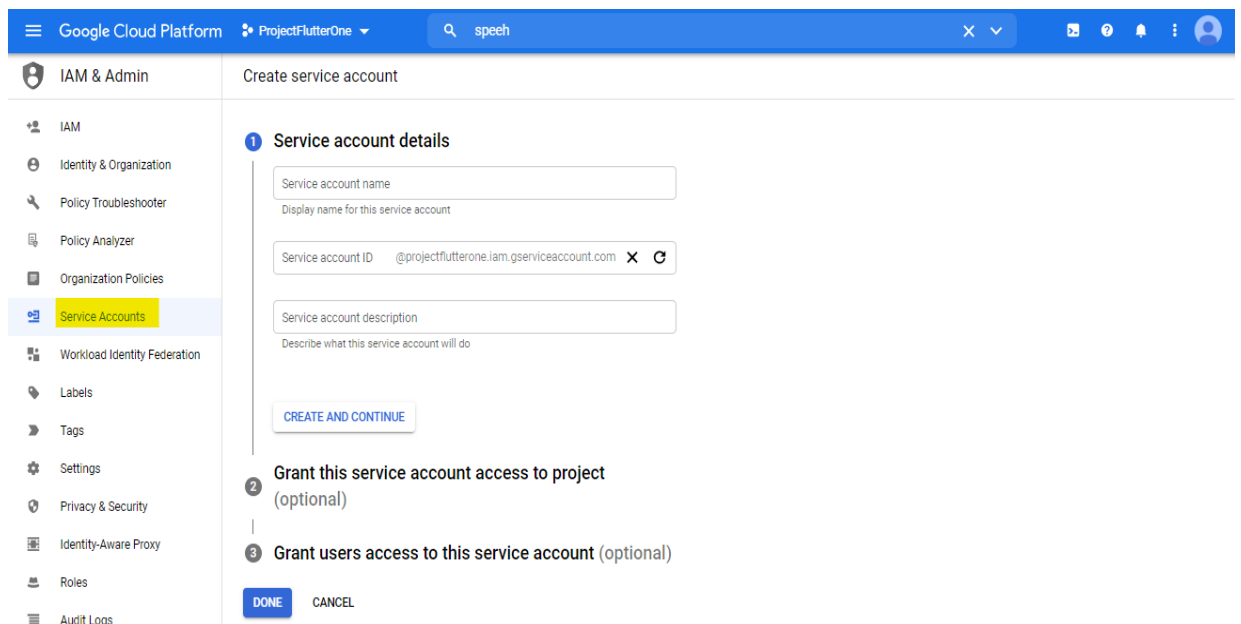 Google Cloud Platform ProjectFlutterOne speeh
IAM & Admin
Create service account
IAM
Identity & Organization
Policy Troubleshooter
Policy Analyzer
Organization Policies
Service Accounts
Workload Identity Federation
Labels
Tags
Settings
Privacy & Security
Identity-Aware Proxy
Roles
Audit Logs
1 Service account details
Service account name
Display name for this service account
Service account ID @projectflutterone.iam.gserviceaccount.com
Service account description
Describe what this service account will do
CREATE AND CONTINUE
2 Grant this service account access to project
(optional)
3 Grant users access to this service account (optional)
DONE CANCEL